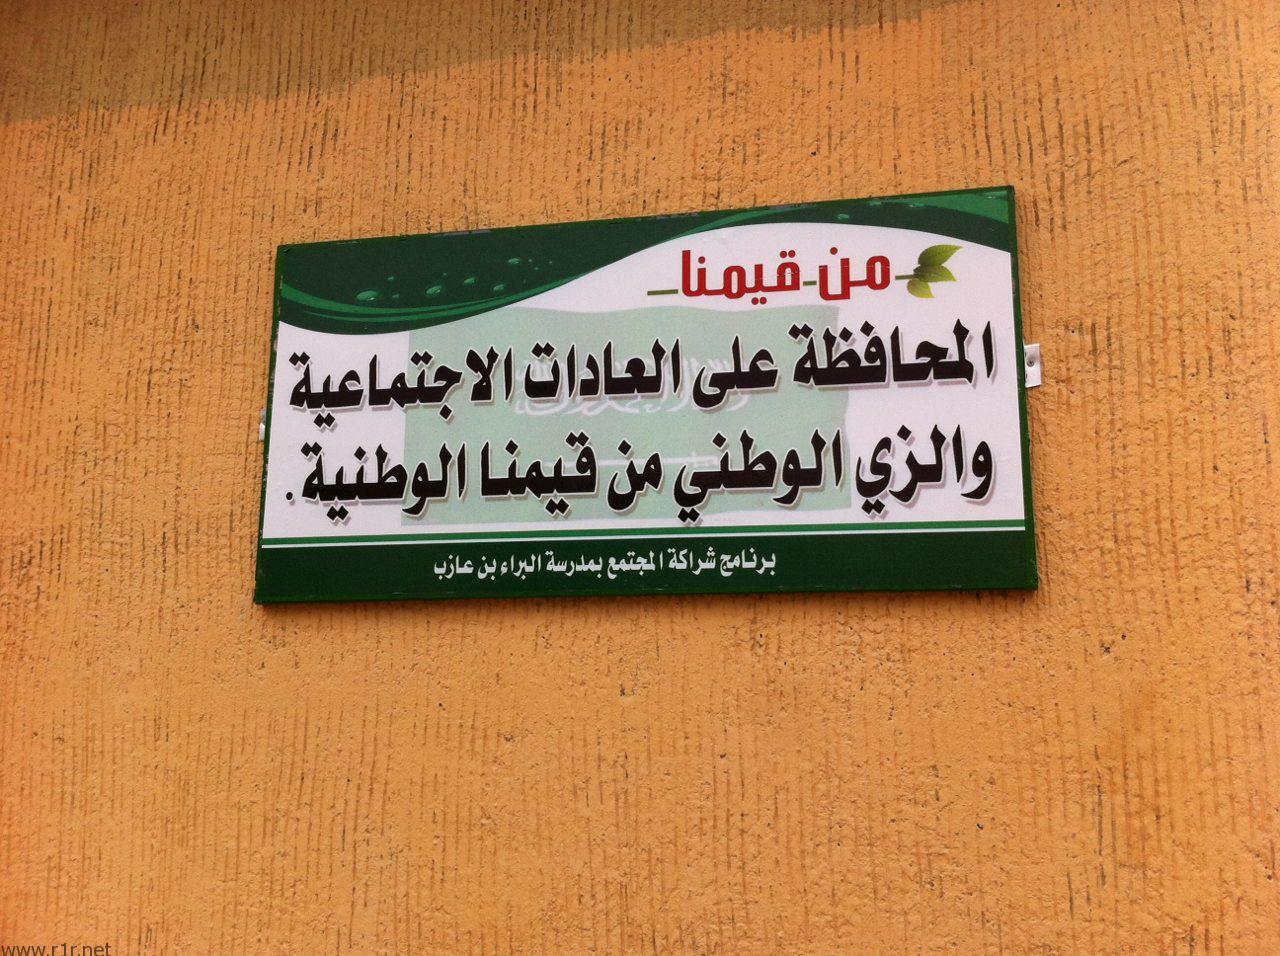 من قيمنا
المحافظة على العادات الاجتماعية
والزي الوطني من قيمنا الوطنية.
برنامج شراكة المجتمع بمدرسة البراء بن عازب
www.r1r.net